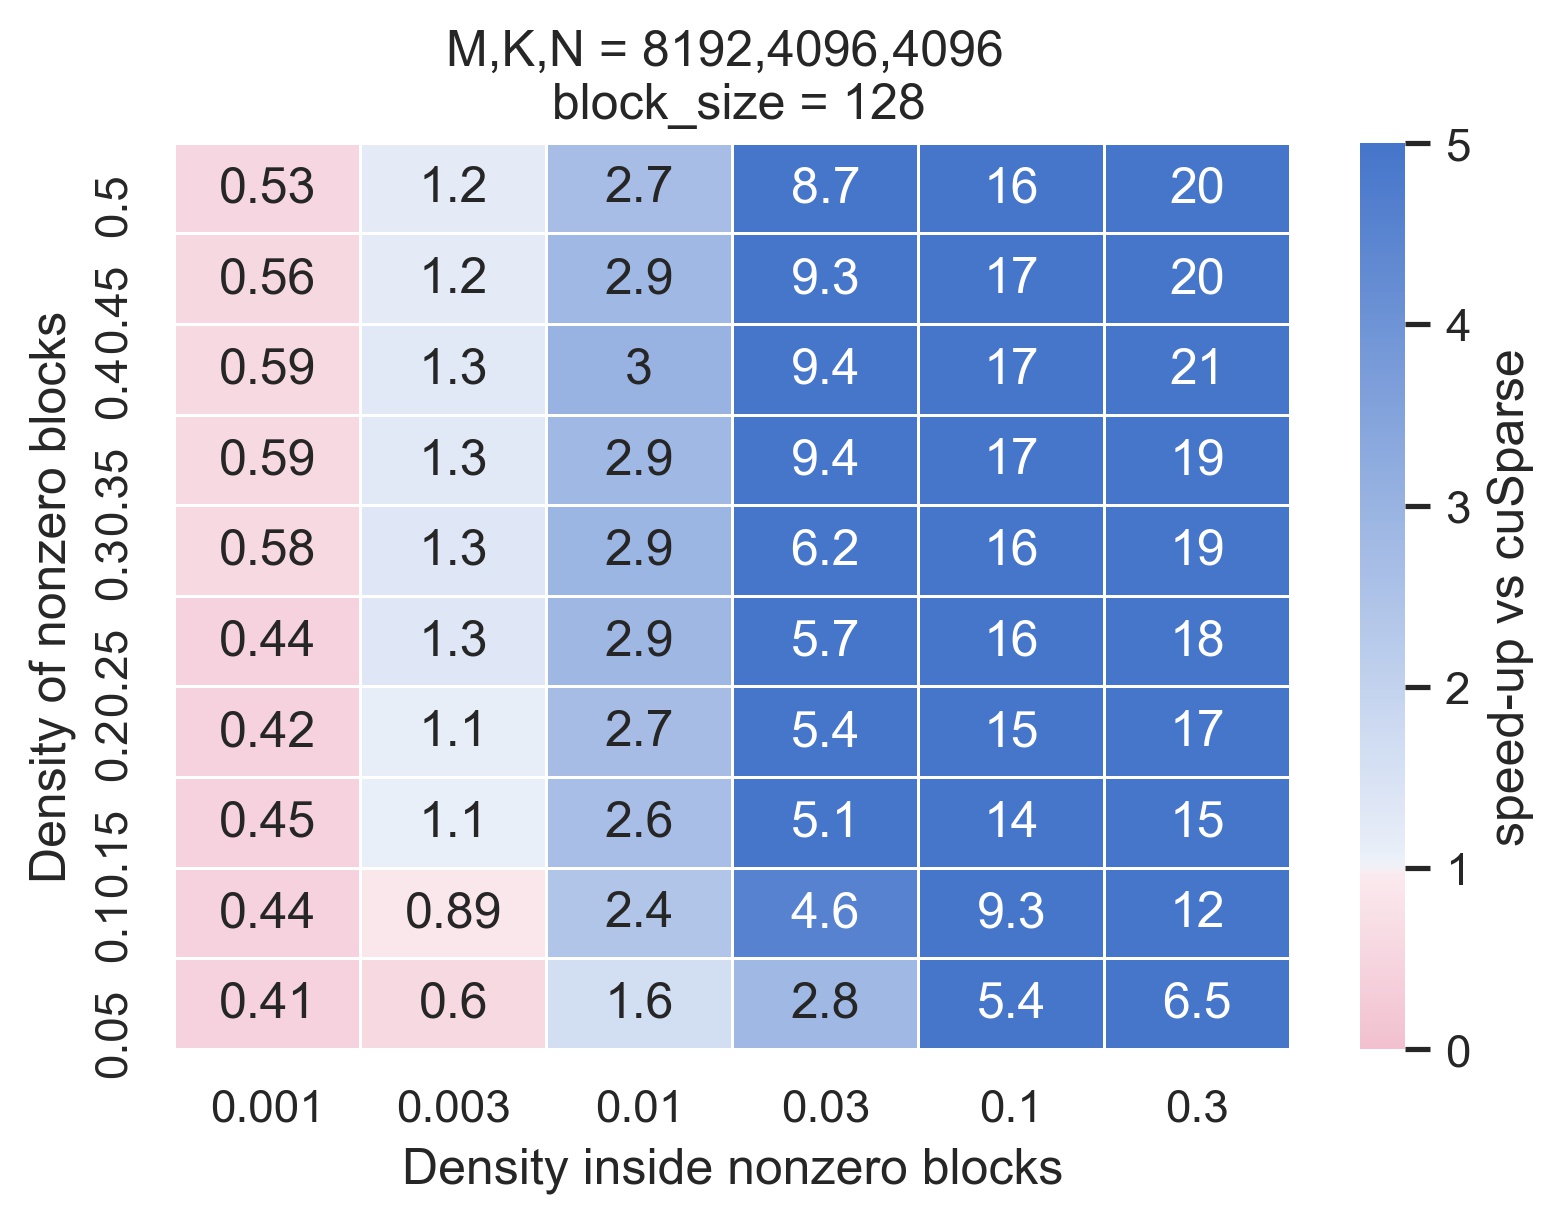 M,K,N = 8192,4096,4096
block_size = 128
Density of nonzero blocks
0.5 0.53 1.2 2.7 8.7 16 20
0.45 0.56 1.2 2.9 9.3 17 20
0.4 0.59 1.3 3 9.4 17 21
0.35 0.59 1.3 2.9 9.4 17 19
0.3 0.58 1.3 2.9 6.2 16 19
0.25 0.44 1.3 2.9 5.7 16 18
0.2 0.42 1.1 2.7 5.4 15 17
0.15 0.45 1.1 2.6 5.1 14 15
0.1 0.44 0.89 2.4 4.6 9.3 12
0.05 0.41 0.6 1.6 2.8 5.4 6.5
0.001 0.003 0.01 0.03 0.1 0.3
Density inside nonzero blocks
5
4
3
2
1
0
speed-up vs cuSparse